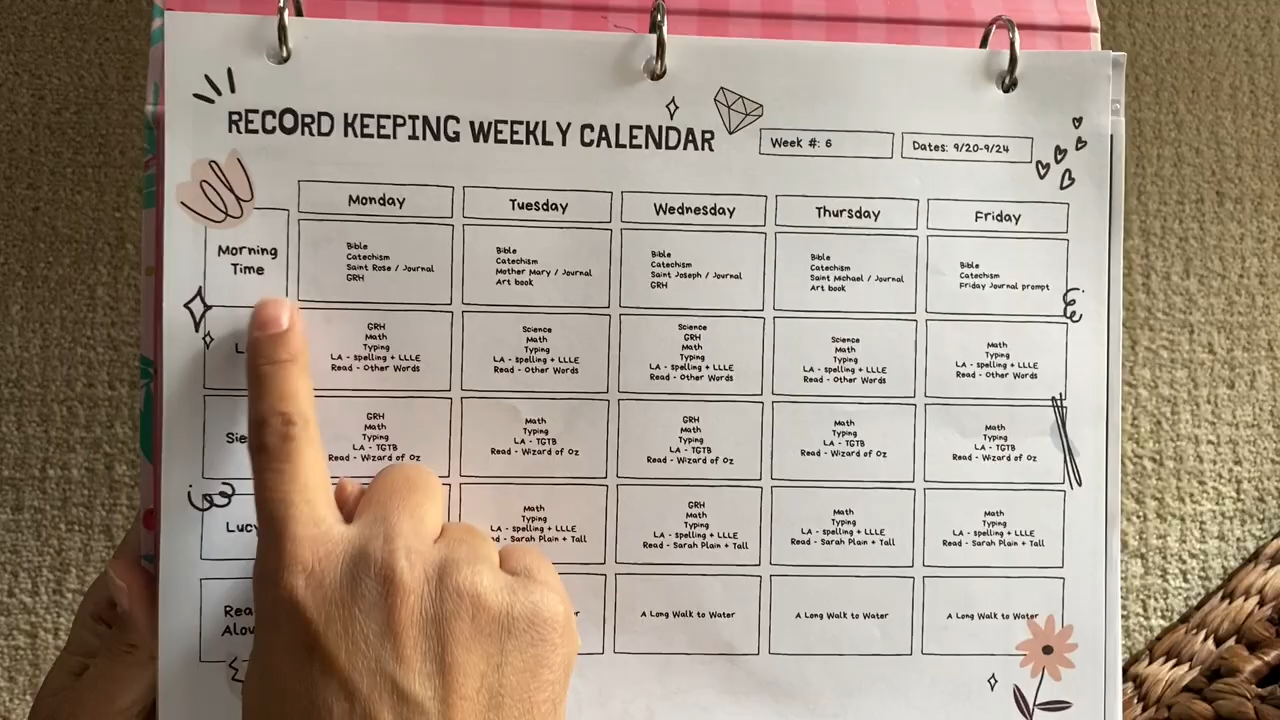 RECORD KEEPING WEEKLY CALENDAR
Week #: 6
Dates: 9/20-9/24
Monday
Tuesday
Wednesday
Thursday
Friday
Morning
Time
Bible
Catechism
Saint Rose / Journal
GRH
Bible
Catechism
Mother Mary / Journal
Art book
Bible
Catechism
Saint Joseph / Journal
GRH
Bible
Catechism
Saint Michael / Journal
Art book
Bible
Catechism
Friday Journal prompt
GRH
Math
Typing
LA - spelling + LLLE
Read - Other Words
Science
Math
Typing
LA - spelling + LLLE
Read - Other Words
Science
GRH
Math
Typing
LA - spelling + LLLE
Read - Other Words
Science
Math
Typing
LA - spelling + LLLE
Read - Other Words
Math
Typing
LA - spelling + LLLE
Read - Other Words
GRH
Math
Typing
LA - TGTB
Read - Wizard of Oz
Math
Typing
LA - TGTB
Read - Wizard of Oz
GRH
Math
Typing
LA - TGTB
Read - Wizard of Oz
Math
Typing
LA - TGTB
Read - Wizard of Oz
Math
Typing
LA - TGTB
Read - Wizard of Oz
Lucy
Math
Typing
LA - spelling + LLLE
- Sarah Plain + Tall
GRH
Math
Typing
LA - spelling + LLLE
Read - Sarah Plain + Tall
Math
Typing
LA - spelling + LLLE
Read - Sarah Plain + Tall
Math
Typing
LA - spelling + LLLE
Read - Sarah Plain + Tall
A Long Walk to Water
A Long Walk to Water
A Long Walk to Water